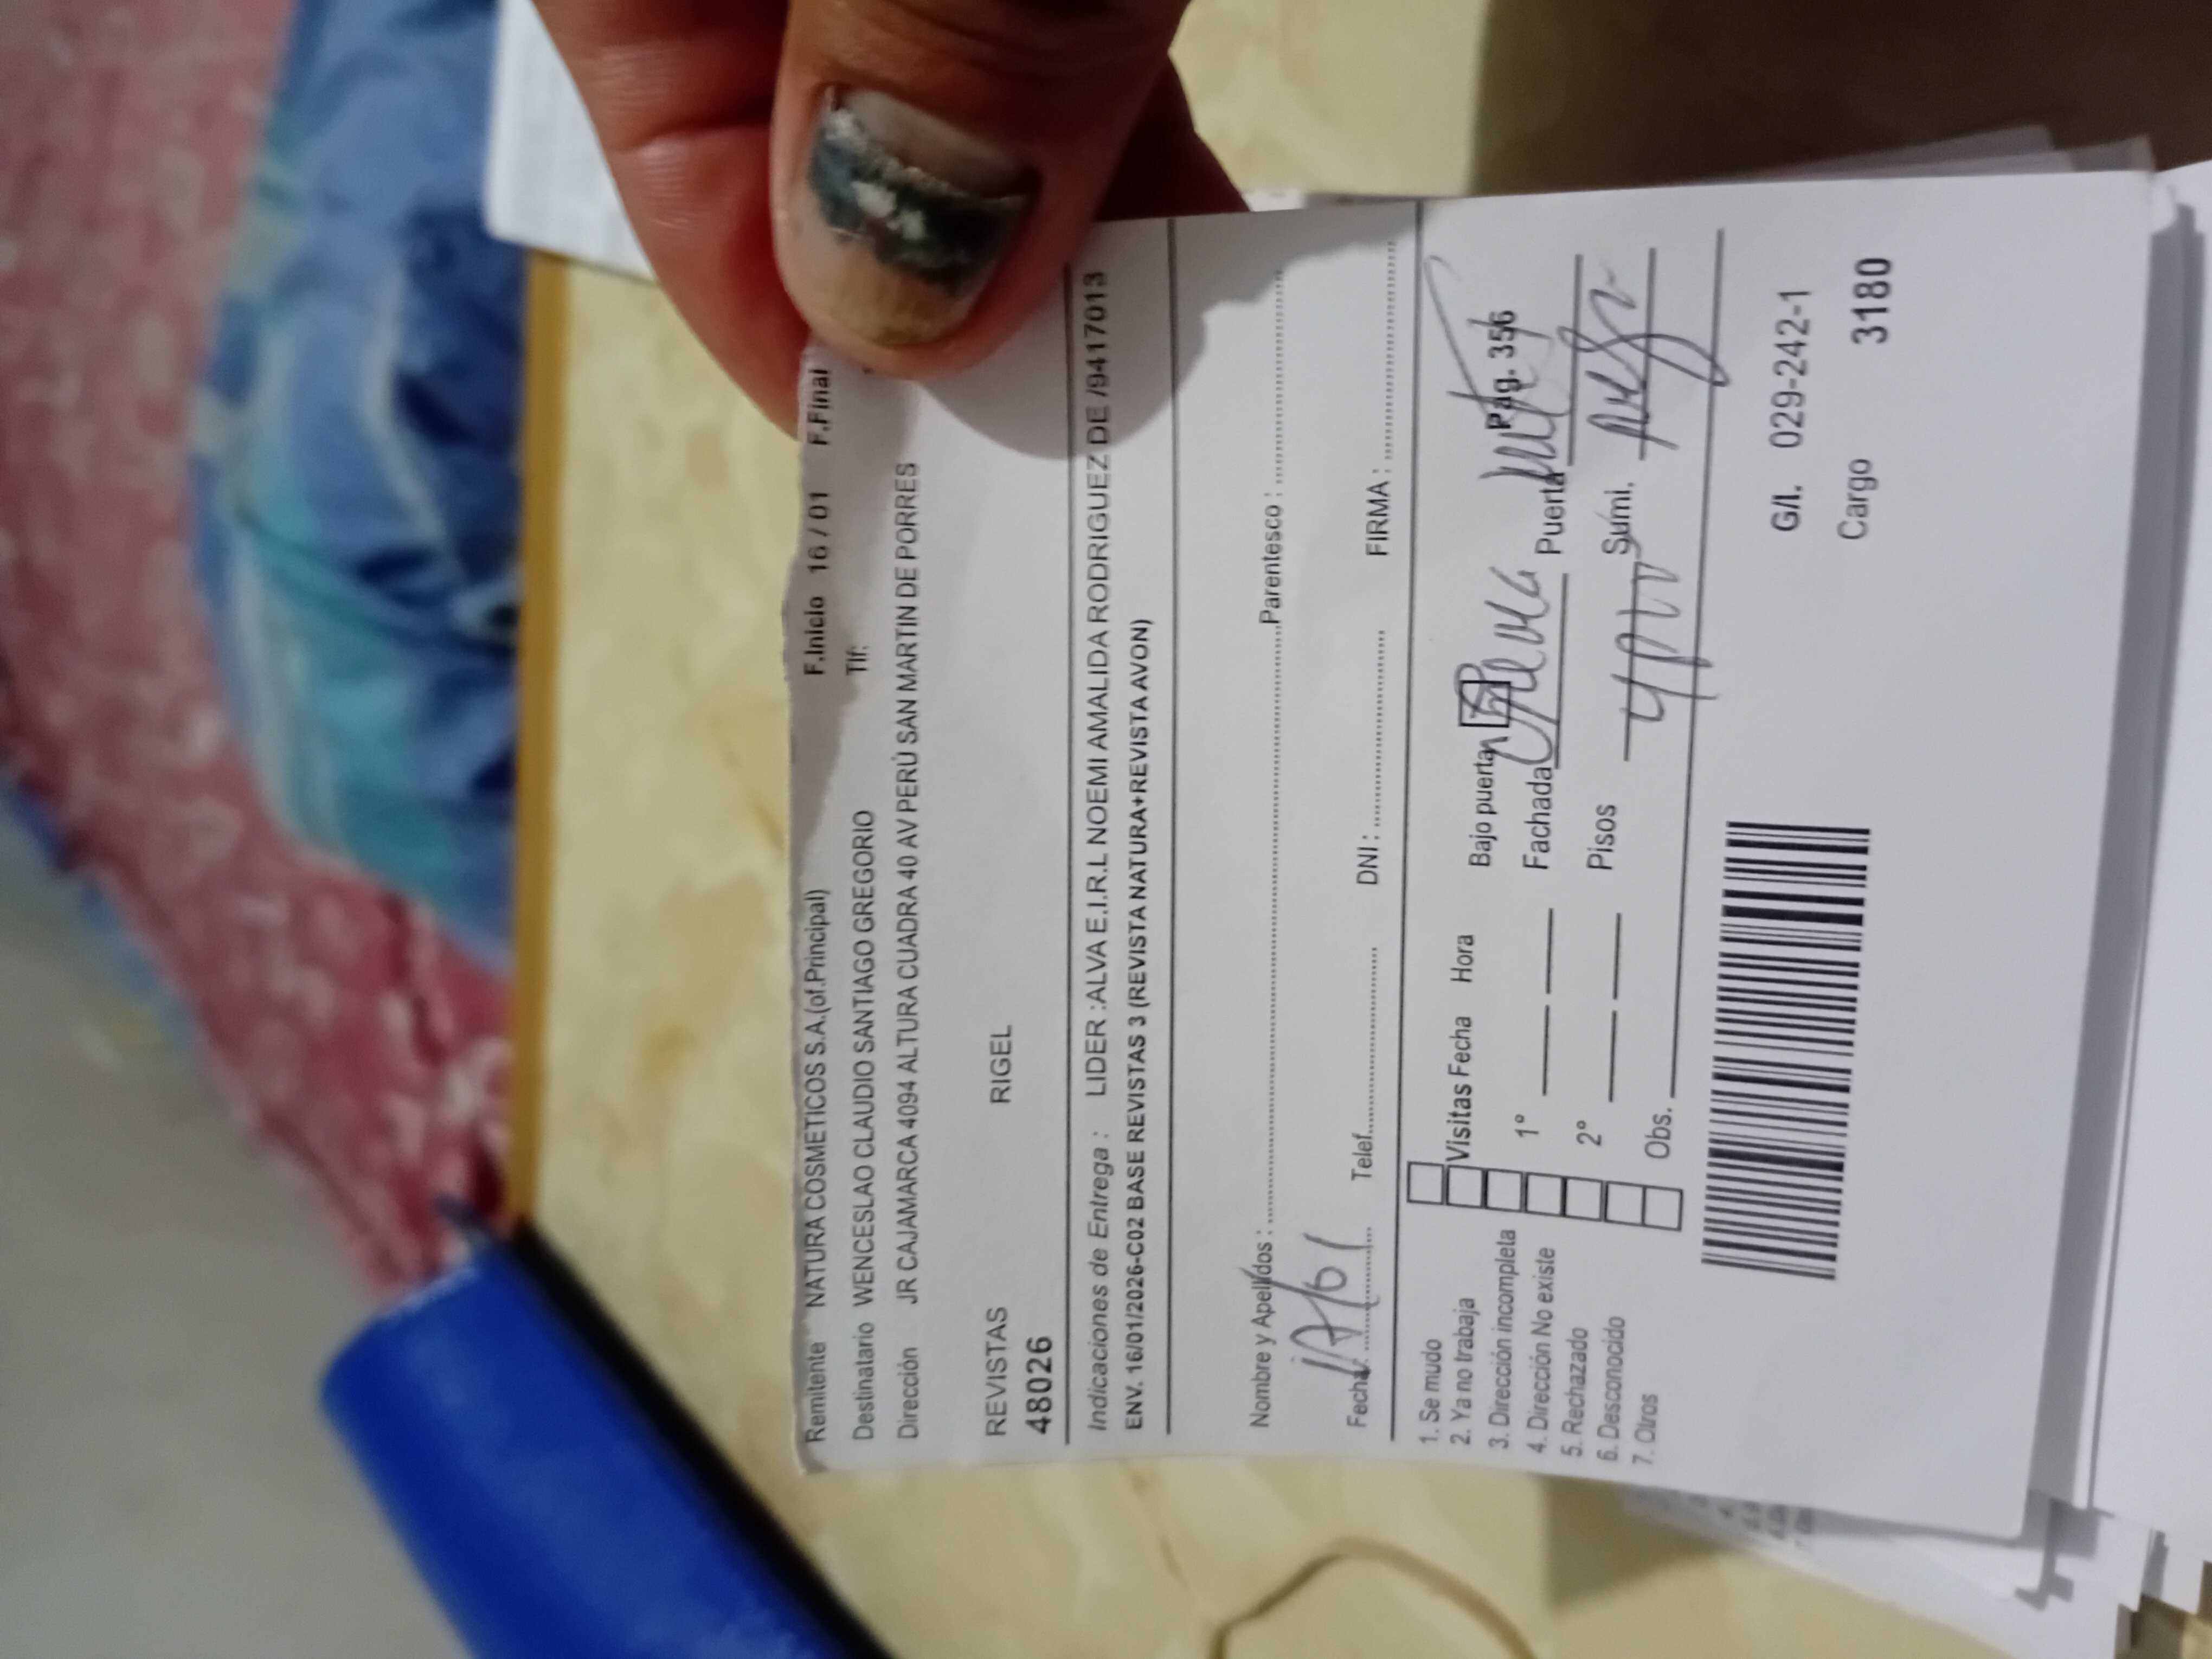 Remitente NATURA COSMETICOS S.A.(of.Principal) F.Inicio 16 / 01 F.Final
Destinatario WENCESLAO CLAUDIO SANTIAGO GREGORIO Tlf:
Dirección JR CAJAMARCA 4094 ALTURA CUADRA 40 AV PERÚ SAN MARTIN DE PORRES
REVISTAS RIGEL
48026
Indicaciones de Entrega : LIDER :ALVA E.I.R.L NOEMI AMALIDA RODRIGUEZ DE /9417013
ENV. 16/01/2026-C02 BASE REVISTAS 3 (REVISTA NATURA+REVISTA AVON)
Nombre y Apellidos : Parentesco :
Fecha: Telef. DNI : FIRMA :
1. Se mudo
2. Ya no trabaja
3. Dirección incompleta
4. Dirección No existe
5. Rechazado
6. Desconocido
7. Otros
Visitas Fecha Hora Bajo puerta Pág. 356
1° Fachada Puerta
2° Pisos Sumi.
Obs.
G/I. 029-242-1
Cargo 3180